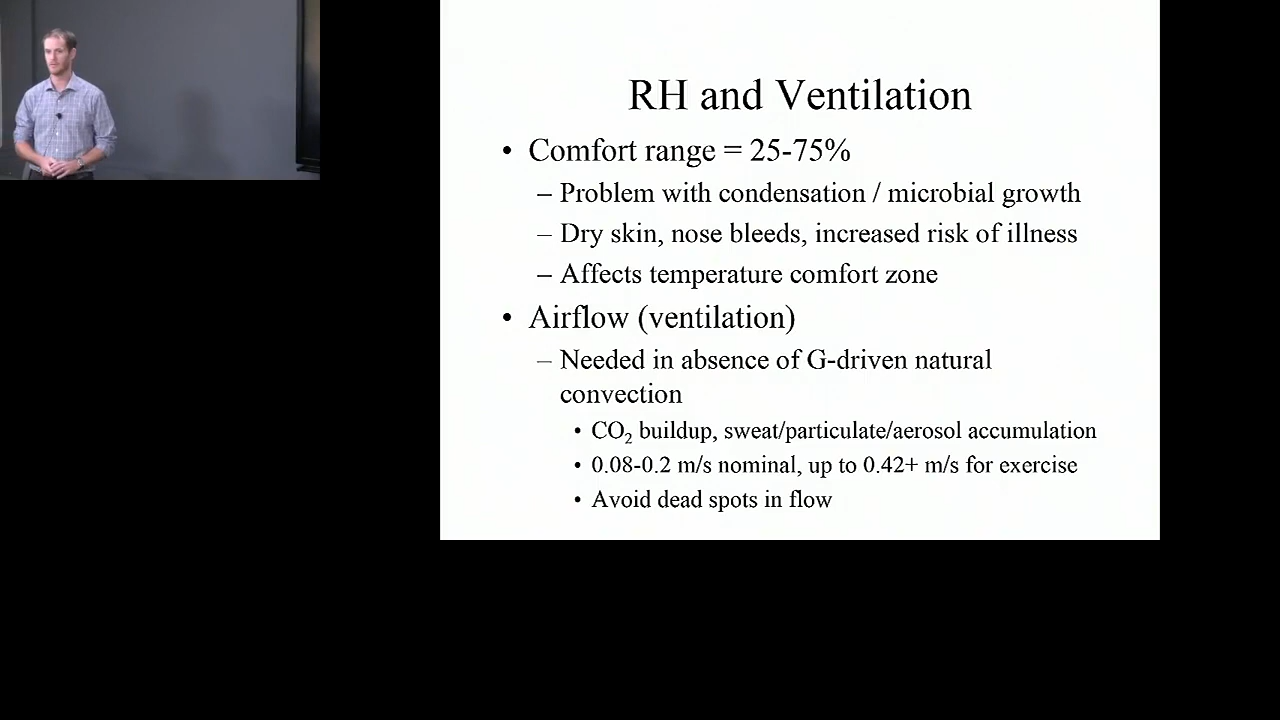 RH and Ventilation
• Comfort range = 25-75%
– Problem with condensation / microbial growth
– Dry skin, nose bleeds, increased risk of illness
– Affects temperature comfort zone
• Airflow (ventilation)
– Needed in absence of G-driven natural
convection
• CO₂ buildup, sweat/particulate/aerosol accumulation
• 0.08-0.2 m/s nominal, up to 0.42+ m/s for exercise
• Avoid dead spots in flow